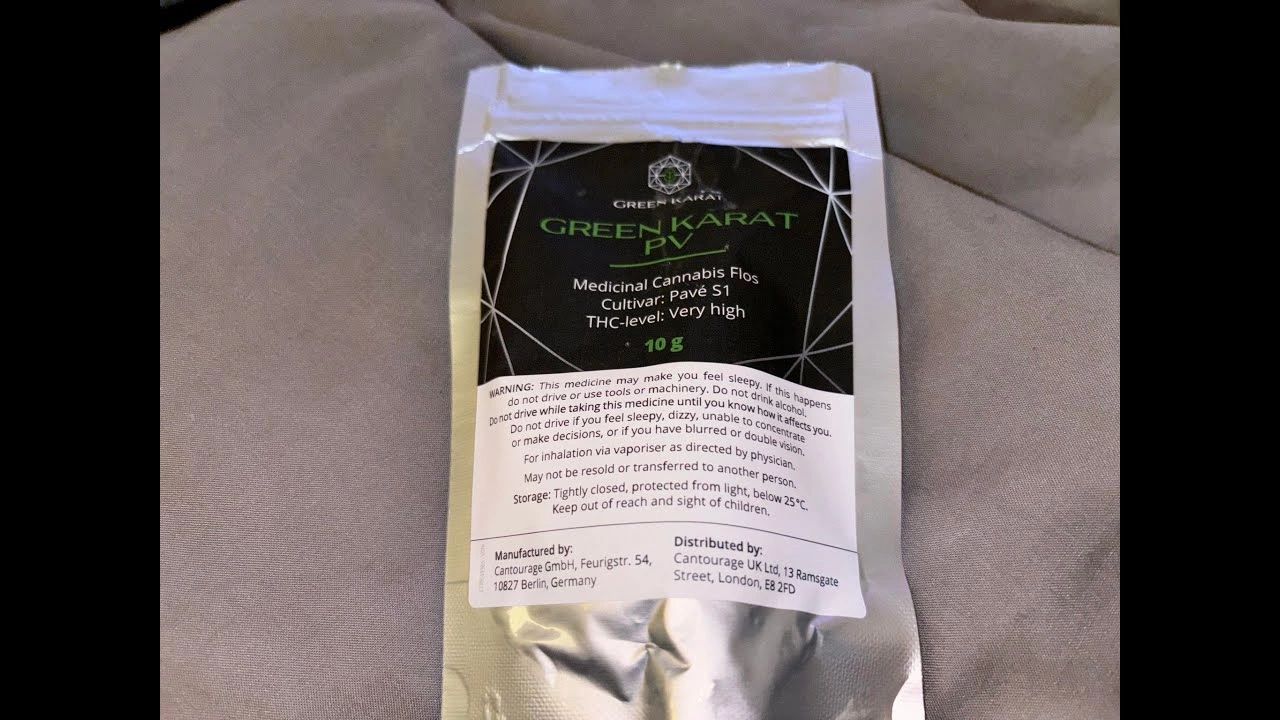 GREEN KARAT
GREEN KARAT
PV
Medicinal Cannabis Flos
Cultivar: Pavé S1
THC-level: Very high
10 g
WARNING: This medicine may make you feel sleepy. If this happens
do not drive or use tools or machinery. Do not drink alcohol.
Do not drive while taking this medicine until you know how it affects you.
Do not drive if you feel sleepy, dizzy, unable to concentrate
or make decisions, or if you have blurred or double vision.
For inhalation via vaporiser as directed by physician.
May not be resold or transferred to another person.
Storage: Tightly closed, protected from light, below 25°C.
Keep out of reach and sight of children.
Manufactured by:
Cantourage GmbH, Feurigstr. 54,
10827 Berlin, Germany
Distributed by:
Cantourage UK Ltd, 13 Ramsgate
Street, London, E8 2FD